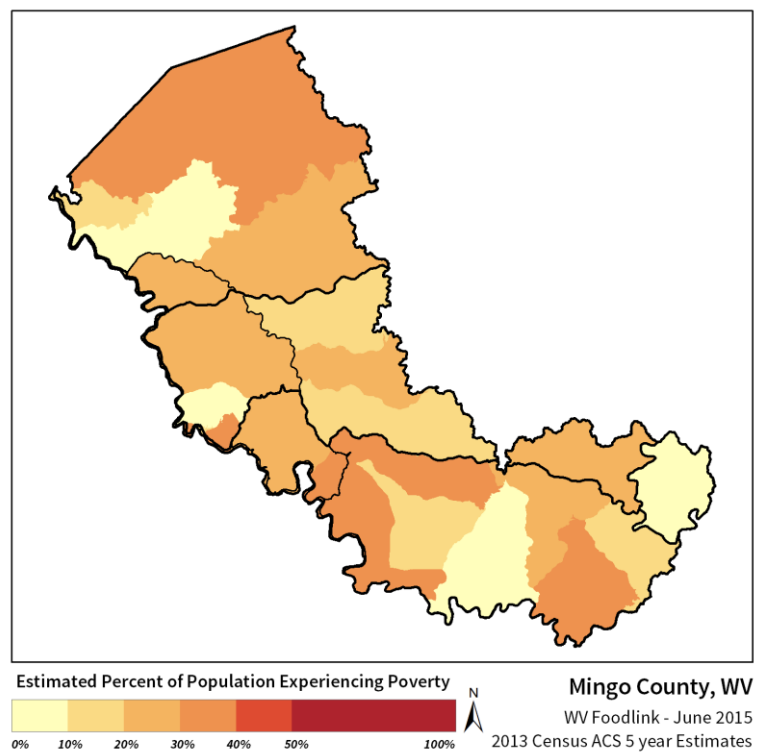 Estimated Percent of Population Experiencing Poverty
0% 10% 20% 30% 40% 50% 100%
N
Mingo County, WV
WV Foodlink - June 2015
2013 Census ACS 5 year Estimates